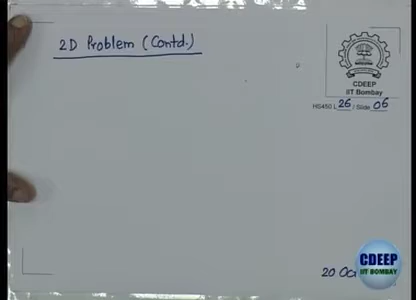 2D Problem (Contd.)
CDEEP
IIT Bombay
HS450 L 26 / Slide 06
20 Oc
CDEEP
IIT BOMBAY